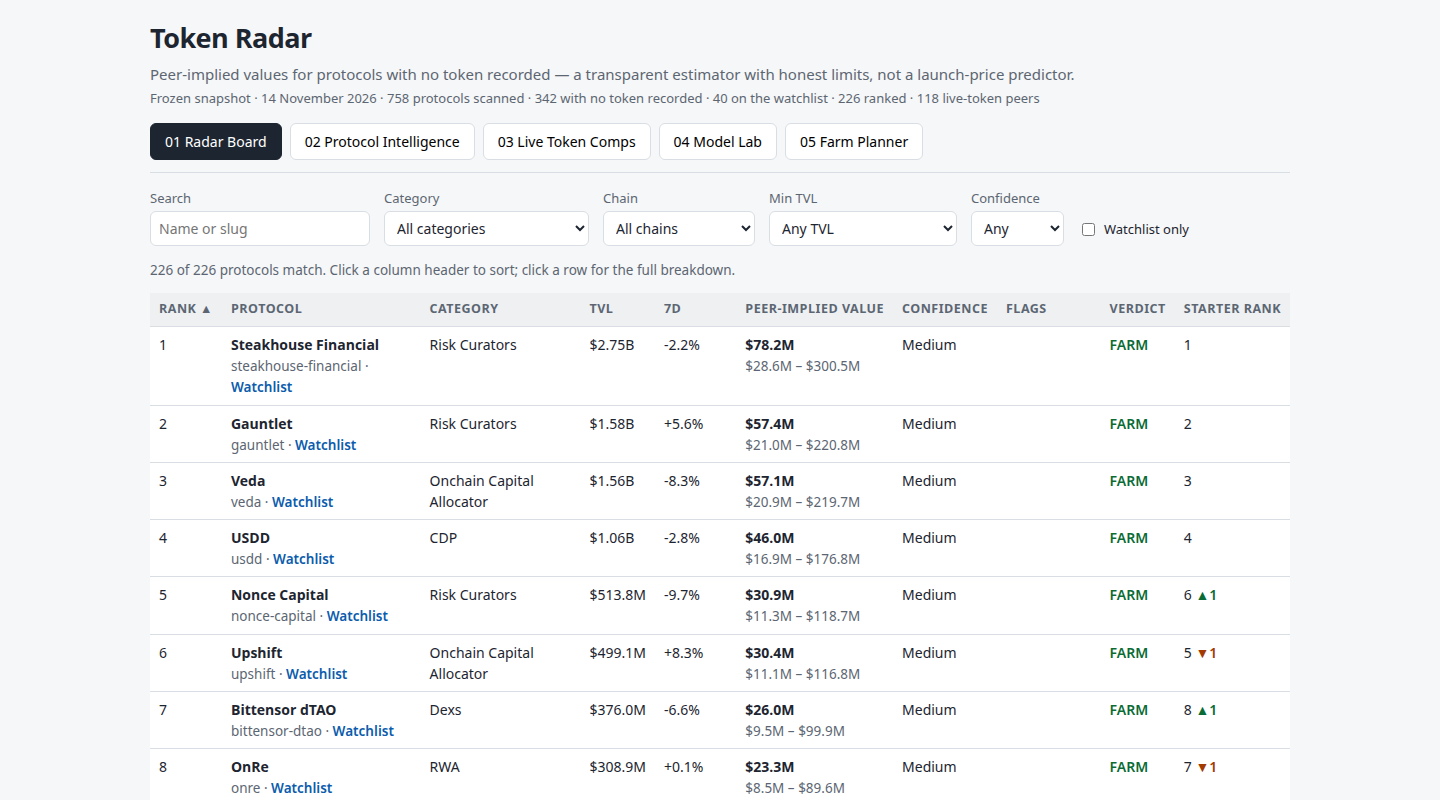 Token Radar
Peer-implied values for protocols with no token recorded — a transparent estimator with honest limits, not a launch-price predictor.
Frozen snapshot · 14 November 2026 · 758 protocols scanned · 342 with no token recorded · 40 on the watchlist · 226 ranked · 118 live-token peers
01 Radar Board 02 Protocol Intelligence 03 Live Token Comps 04 Model Lab 05 Farm Planner
Search Category Chain Min TVL Confidence
Name or slug All categories All chains Any TVL Any Watchlist only
226 of 226 protocols match. Click a column header to sort; click a row for the full breakdown.
RANK ▲ PROTOCOL CATEGORY TVL 7D PEER-IMPLIED VALUE CONFIDENCE FLAGS VERDICT STARTER RANK
1 Steakhouse Financial Risk Curators $2.75B -2.2% $78.2M Medium FARM 1
steakhouse-financial · $28.6M – $300.5M
Watchlist
2 Gauntlet Risk Curators $1.58B +5.6% $57.4M Medium FARM 2
gauntlet · Watchlist $21.0M – $220.8M
3 Veda Onchain Capital $1.56B -8.3% $57.1M Medium FARM 3
veda · Watchlist Allocator $20.9M – $219.7M
4 USDD CDP $1.06B -2.8% $46.0M Medium FARM 4
usdd · Watchlist $16.9M – $176.8M
5 Nonce Capital Risk Curators $513.8M -9.7% $30.9M Medium FARM 6 ▲1
nonce-capital · Watchlist $11.3M – $118.7M
6 Upshift Onchain Capital $499.1M +8.3% $30.4M Medium FARM 5 ▼1
upshift · Watchlist Allocator $11.1M – $116.8M
7 Bittensor dTAO Dexs $376.0M -6.6% $26.0M Medium FARM 8 ▲1
bittensor-dtao · Watchlist $9.5M – $99.9M
8 OnRe RWA $308.9M +0.1% $23.3M Medium FARM 7 ▼1
onre · Watchlist $8.5M – $89.6M